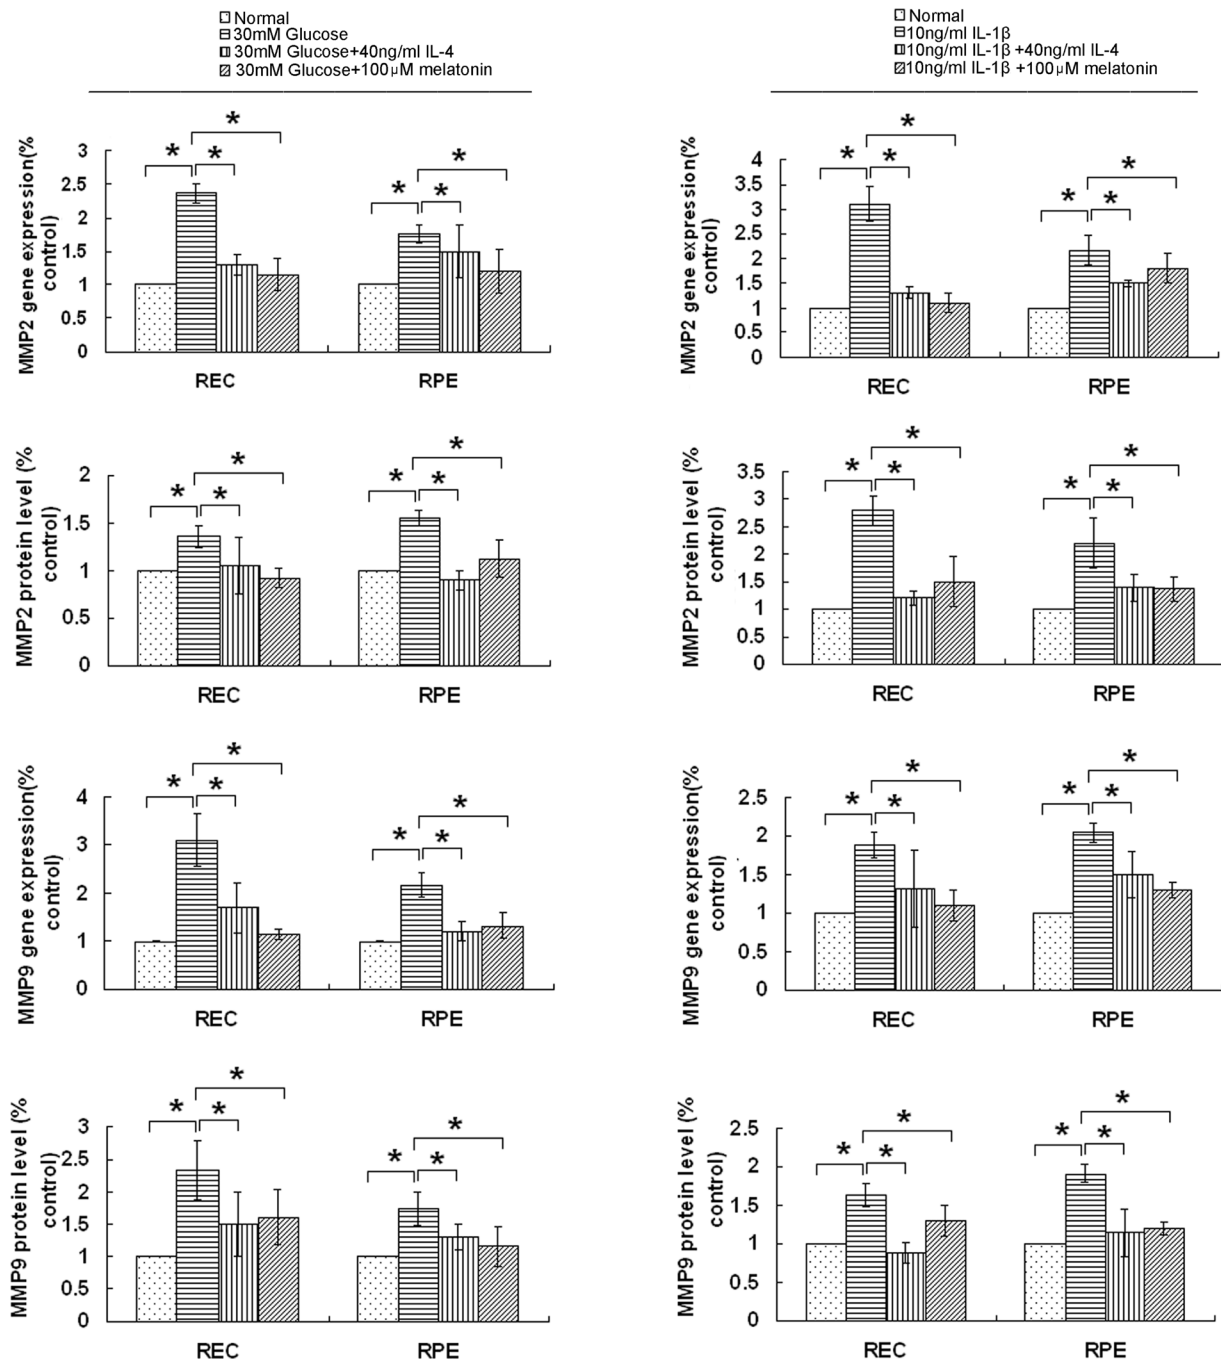 Normal
30mM Glucose
30mM Glucose+40ng/ml IL-4
30mM Glucose+100μM melatonin
Normal
10ng/ml IL-1β
10ng/ml IL-1β +40ng/ml IL-4
10ng/ml IL-1β +100μM melatonin
MMP2 gene expression(%
control)
3
2.5
2
1.5
1
0.5
0
* * *
* * *
REC RPE
MMP2 gene expression(%
control)
4
3.5
3
2.5
2
1.5
1
0.5
0
* * *
* * *
REC RPE
MMP2 protein level (%
control)
2
1.5
1
0.5
0
* * *
* * *
REC RPE
MMP2 protein level (%
control)
3.5
3
2.5
2
1.5
1
0.5
0
* * *
* * *
REC RPE
MMP9 gene expression(%
control)
4
3
2
1
0
* * *
* * *
REC RPE
MMP9 gene expression(%
control)
2.5
2
1.5
1
0.5
0
* * *
* * *
REC RPE
MMP9 protein level (%
control)
3
2.5
2
1.5
1
0.5
0
* * *
* * *
REC RPE
MMP9 protein level (%
control)
2.5
2
1.5
1
0.5
0
* * *
* * *
REC RPE